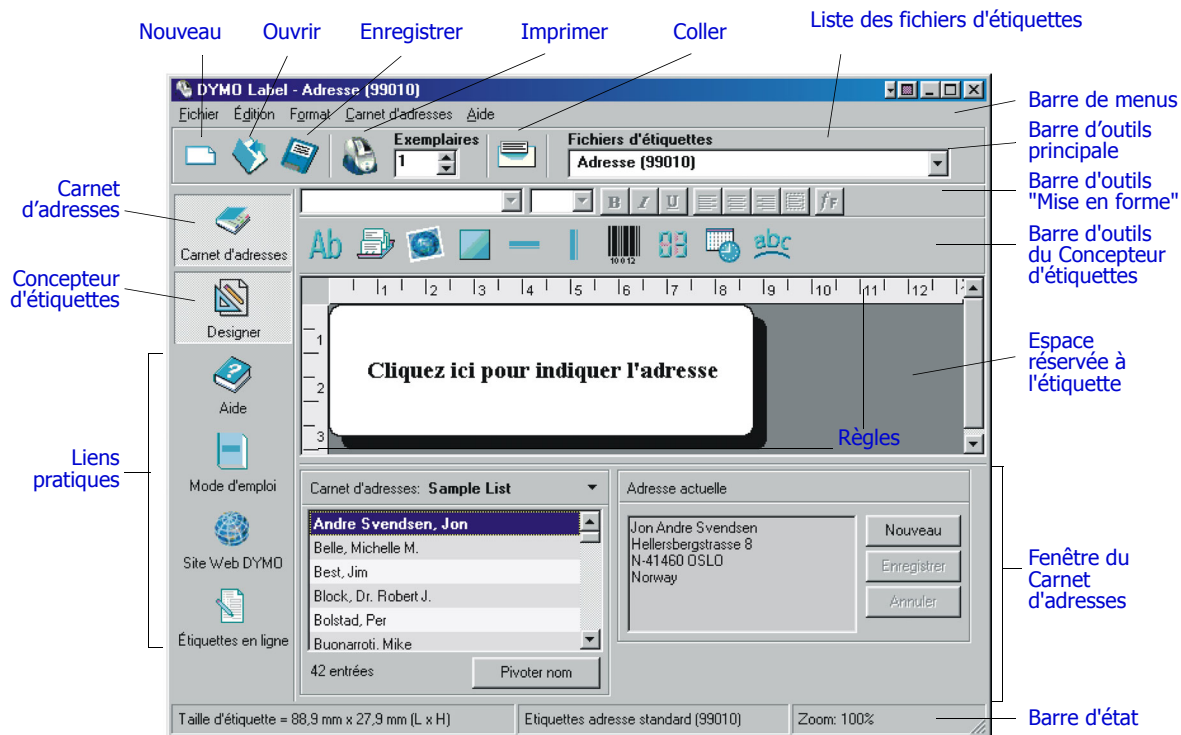 Liste des fichiers d'étiquettes
Nouveau
Ouvrir
Enregistrer
Imprimer
Coller
DYMO Label - Adresse (99010)
Fichier Édition Format Carnet d'adresses Aide
Barre de menus
Exemplaires
1
Fichiers d'étiquettes
Adresse (99010)
Barre d’outils
principale
Carnet
d’adresses
B I U
Barre d'outils
"Mise en forme"
Carnet d'adresses
Ab
10012
abc
Barre d'outils
du Concepteur
d'étiquettes
Concepteur
d'étiquettes
Designer
1 2 3 4 5 6 7 8 9 10 11 12
1
2
3
Cliquez ici pour indiquer l'adresse
Espace
réservée à
l'étiquette
Règles
Liens
pratiques
Aide
Mode d'emploi
Site Web DYMO
Étiquettes en ligne
Carnet d'adresses: Sample List
Andre Svendsen, Jon
Belle, Michelle M.
Best, Jim
Block, Dr. Robert J.
Bolstad, Per
Buonarroti, Mike
42 entrées
Pivoter nom
Adresse actuelle
Jon Andre Svendsen
Hellersbergstrasse 8
N-41460 OSLO
Norway
Nouveau
Enregistrer
Annuler
Fenêtre du
Carnet
d'adresses
Taille d'étiquette = 88,9 mm x 27,9 mm (L x H)
Etiquettes adresse standard (99010)
Zoom: 100%
Barre d'état